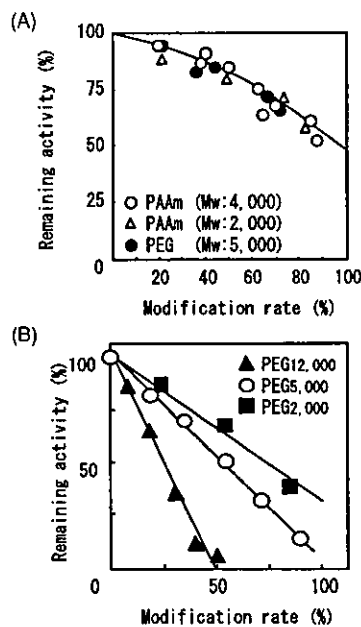 (A)
Remaining activity (%)
100
75
50
25
0
PAAm (Mw:4,000)
PAAm (Mw:2,000)
PEG (Mw:5,000)
20 40 60 80 100
Modification rate (%)
(B)
Remaining activity (%)
100
50
PEG12,000
PEG5,000
PEG2,000
0 50 100
Modification rate (%)